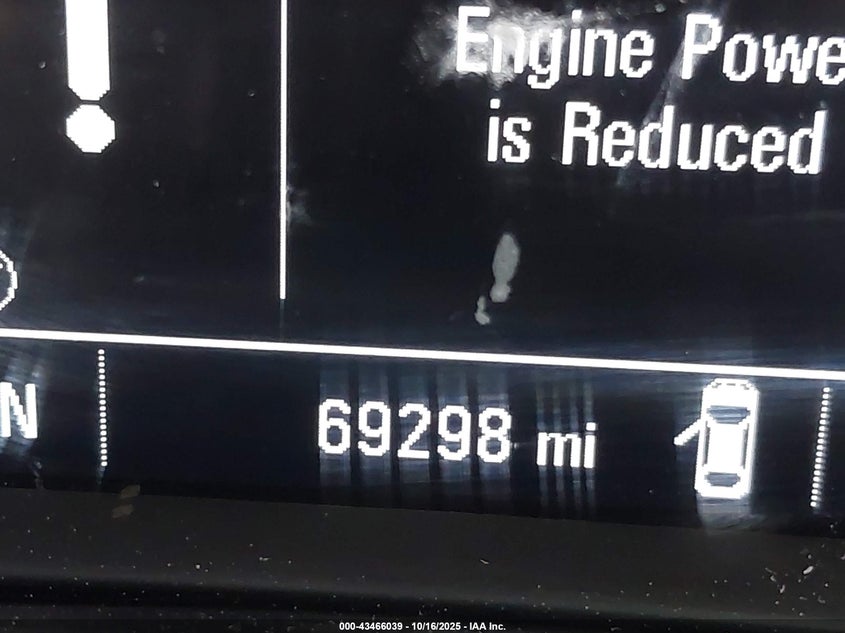 Engine Powe
is Reduced
N
69298 mi
000-43466039 - 10/16/2025 - IAA Inc.